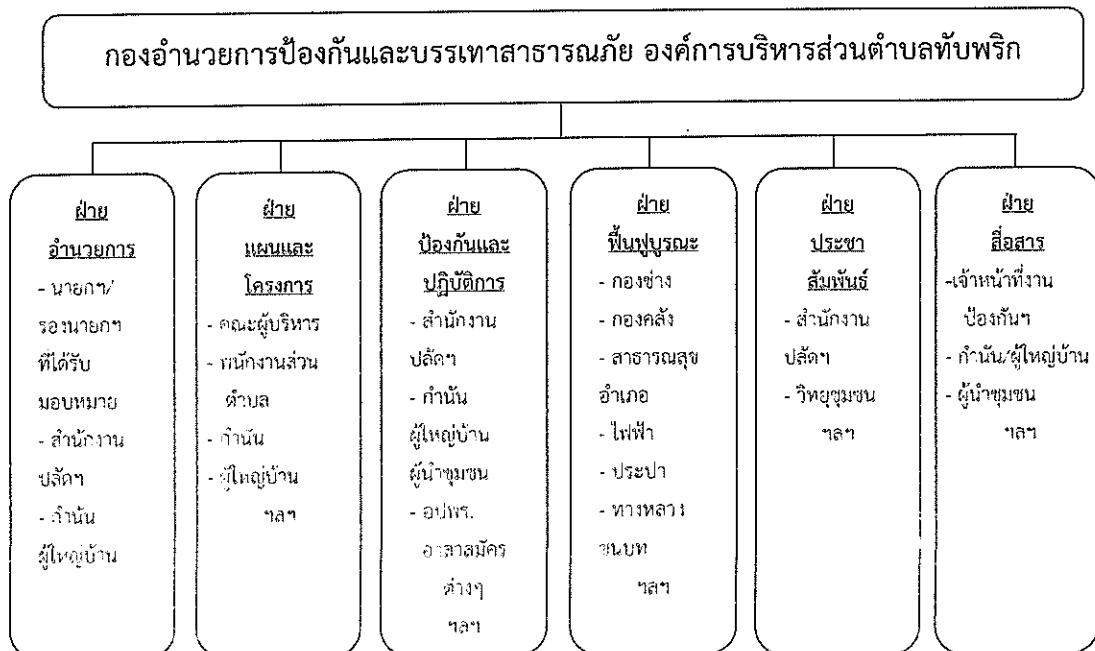 กองอำนวยการป้องกันและบรรเทาสาธารณภัย องค์การบริหารส่วนตำบลทับพริก
ฝ่าย
อำนวยการ
- นายกฯ/
รองนายกฯ
ที่ได้รับ
มอบหมาย
- สำนักงาน
ปลัดฯ
- กำนัน
ผู้ใหญ่บ้าน
ฝ่าย
แผนและ
โครงการ
- คณะผู้บริหาร
- พนักงานส่วน
ตำบล
- กำนัน
- ผู้ใหญ่บ้าน
ฯลฯ
ฝ่าย
ป้องกันและ
ปฏิบัติการ
- สำนักงาน
ปลัดฯ
- กำนัน
ผู้ใหญ่บ้าน
ผู้นำชุมชน
- อปพร.
อาสาสมัคร
ต่างๆ
ฯลฯ
ฝ่าย
ฟื้นฟูบูรณะ
- กองช่าง
- กองคลัง
- สาธารณสุข
อำเภอ
- ไฟฟ้า
- ประปา
- ทางหลวง
ชนบท
ฯลฯ
ฝ่าย
ประชา
สัมพันธ์
- สำนักงาน
ปลัดฯ
- วิทยุชุมชน
ฯลฯ
ฝ่าย
สื่อสาร
-เจ้าหน้าที่งาน
ป้องกันฯ
- กำนัน/ผู้ใหญ่บ้าน
- ผู้นำชุมชน
ฯลฯ